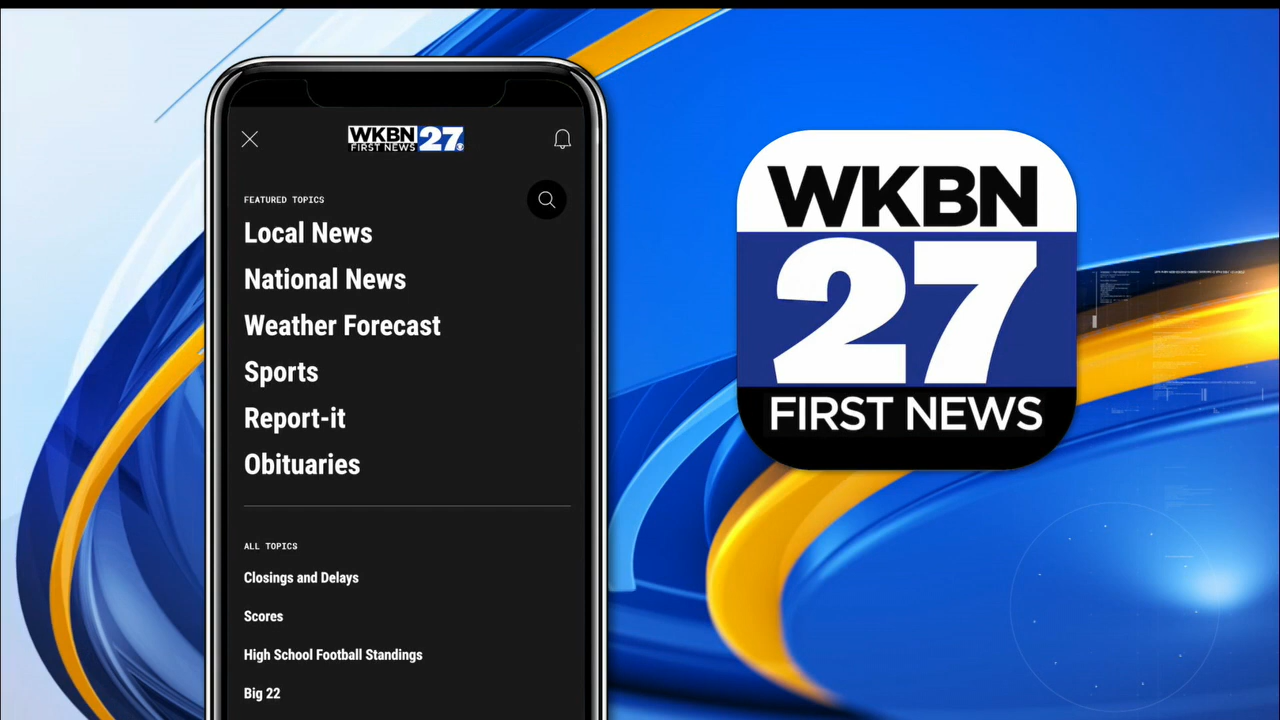 WKBN 27
FIRST NEWS
FEATURED TOPICS
Local News
National News
Weather Forecast
Sports
Report-it
Obituaries
ALL TOPICS
Closings and Delays
Scores
High School Football Standings
Big 22
WKBN
27
FIRST NEWS